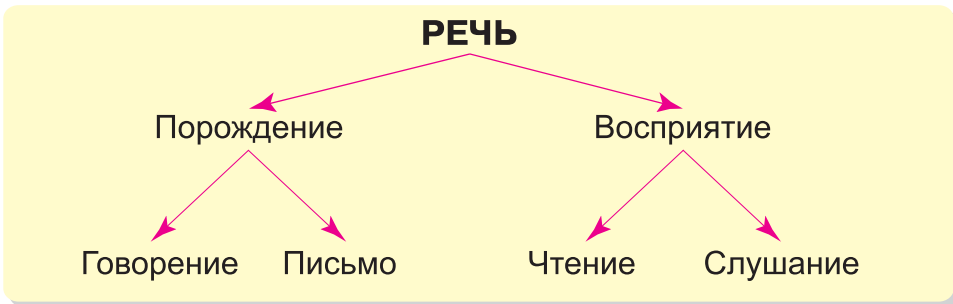 РЕЧЬ
Порождение Восприятие
Говорение Письмо Чтение Слушание